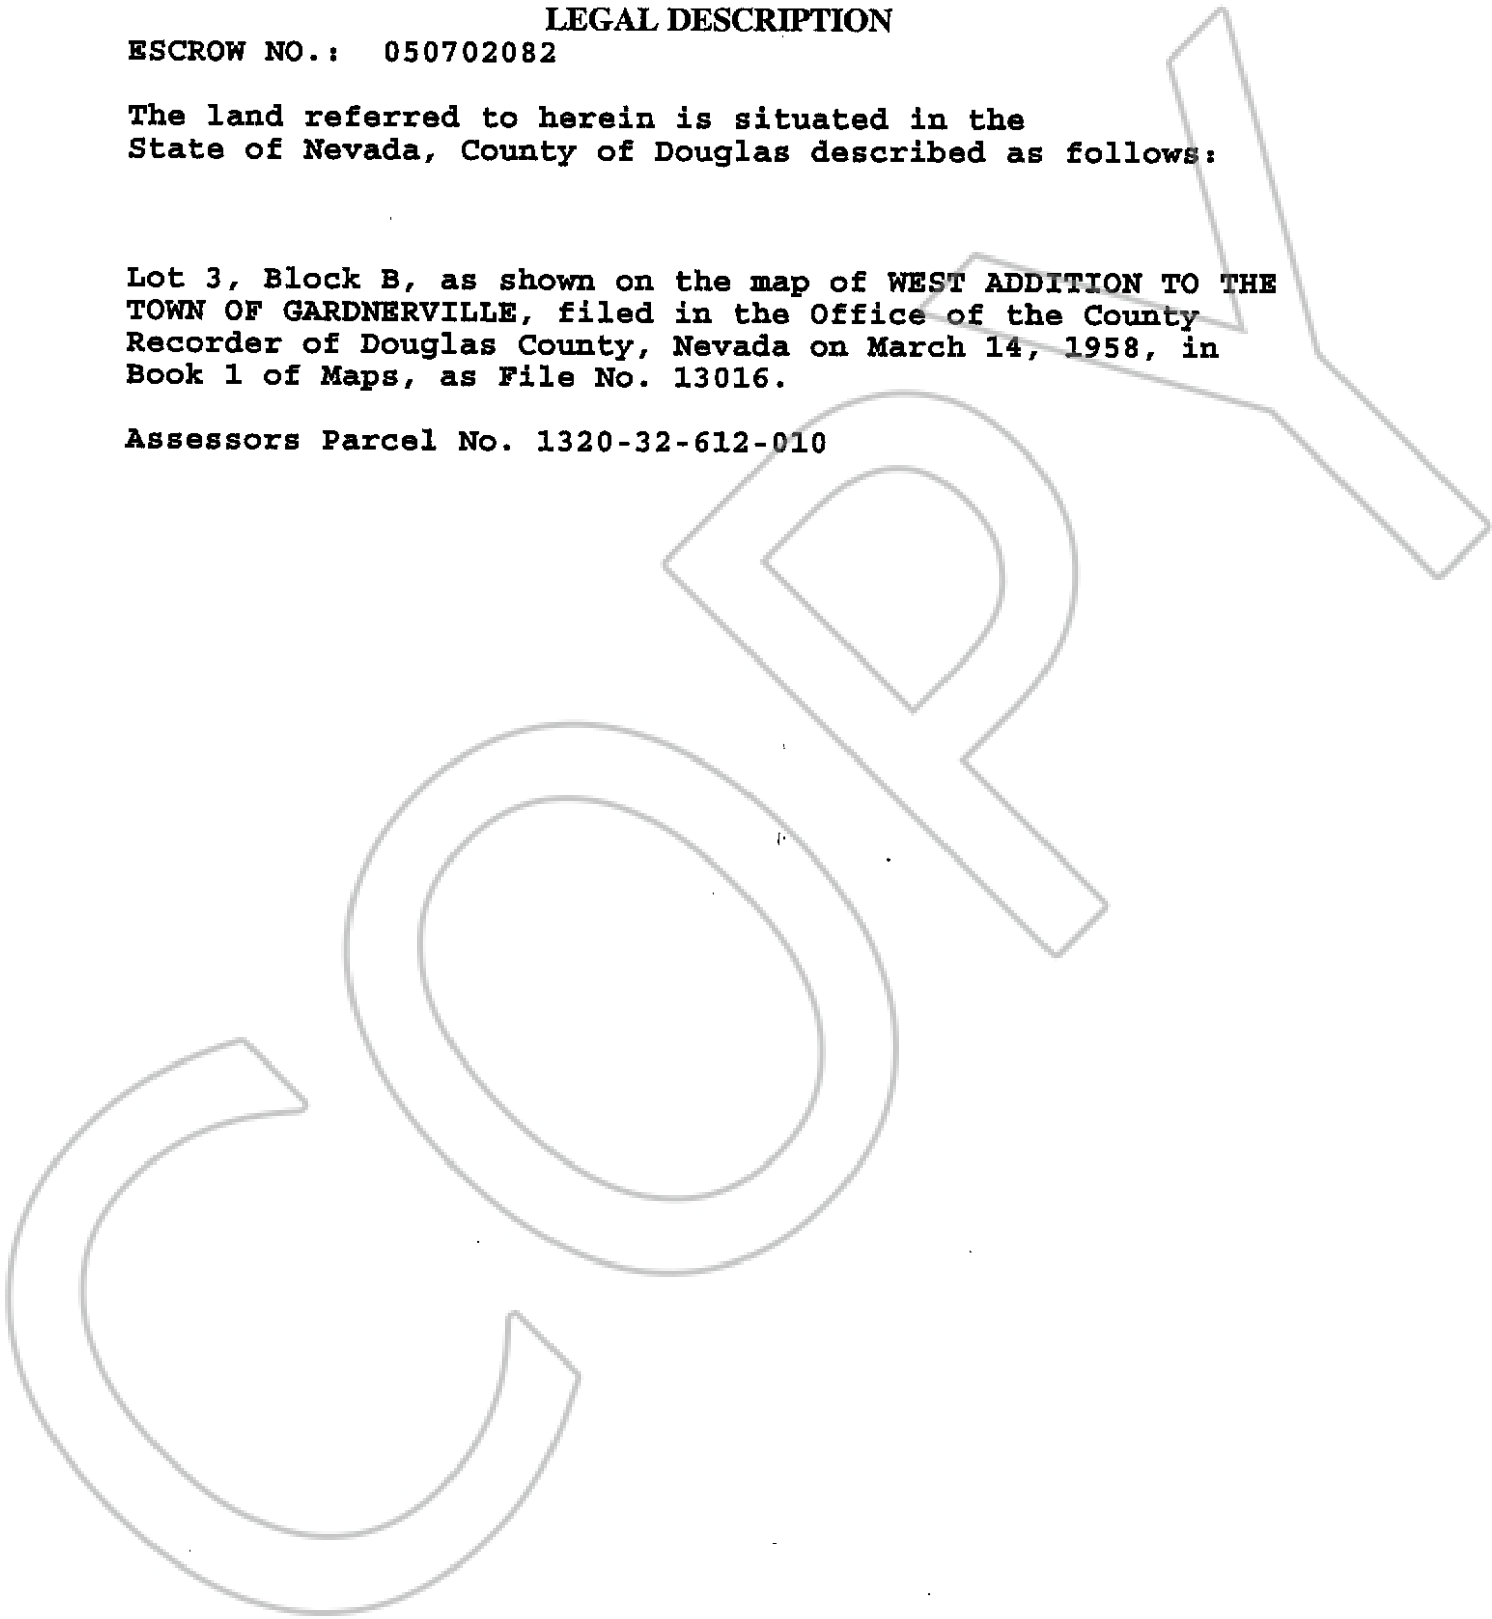 LEGAL DESCRIPTION
ESCROW NO.: 050702082
The land referred to herein is situated in the
State of Nevada, County of Douglas described as follows:
Lot 3, Block B, as shown on the map of WEST ADDITION TO THE
TOWN OF GARDNERVILLE, filed in the Office of the County
Recorder of Douglas County, Nevada on March 14, 1958, in
Book 1 of Maps, as File No. 13016.
Assessors Parcel No. 1320-32-612-010
COPY